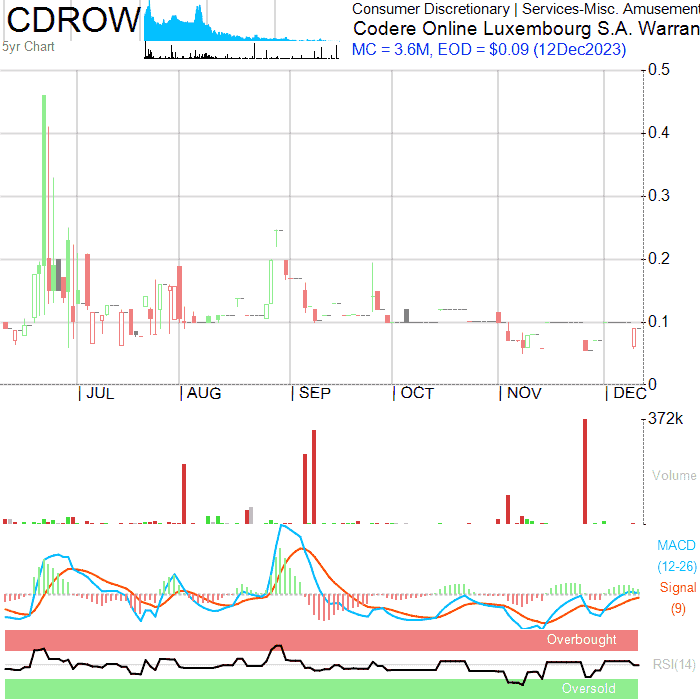 CDROW
5yr Chart
Consumer Discretionary | Services-Misc. Amusement
Codere Online Luxembourg S.A. Warran
MC = 3.6M, EOD = $0.09 (12Dec2023)
0.5
0.4
0.3
0.2
0.1
0
| JUL | AUG | SEP | OCT | NOV | DEC
372k
Volume
MACD
(12-26)
Signal
(9)
Overbought
RSI(14)
Oversold